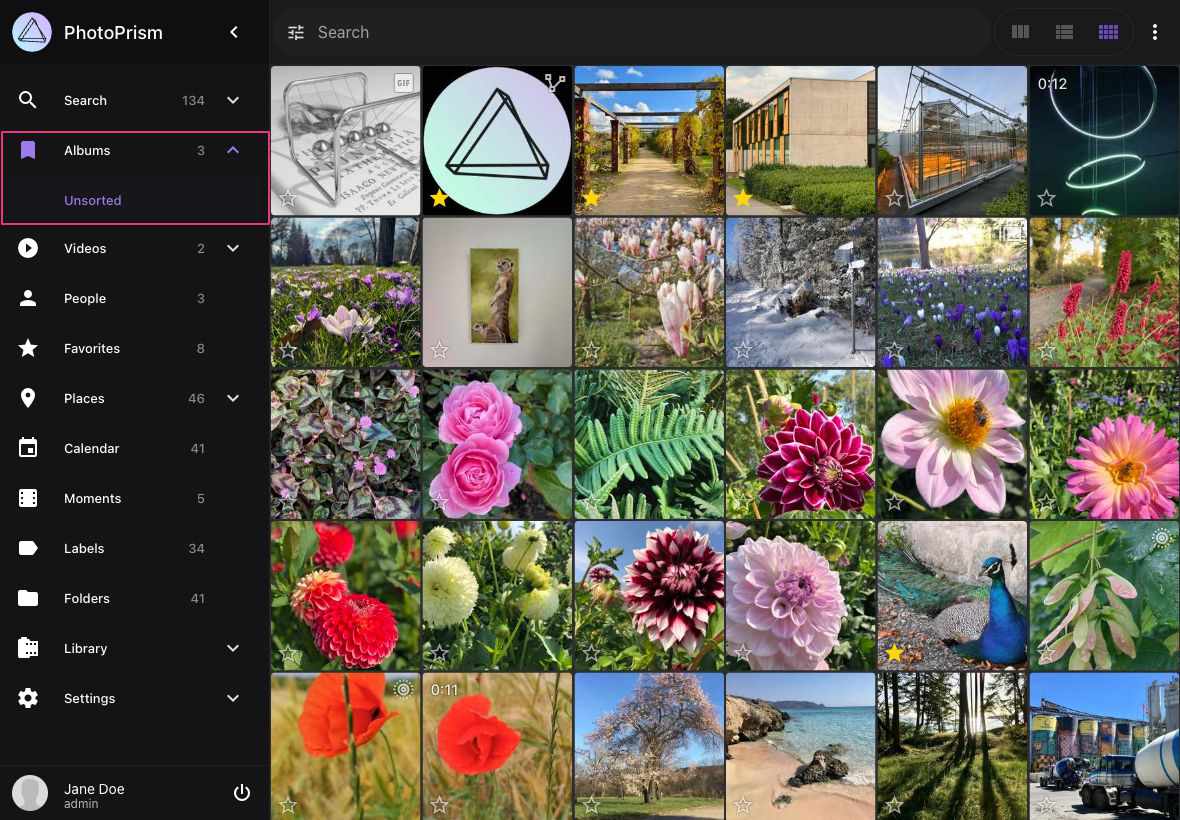 PhotoPrism
Search
Search 134
Albums 3
Unsorted
Videos 2
People 3
Favorites 8
Places 46
Calendar 41
Moments 5
Labels 34
Folders 41
Library
Settings
Jane Doe
admin
GIF
0:12
0:11